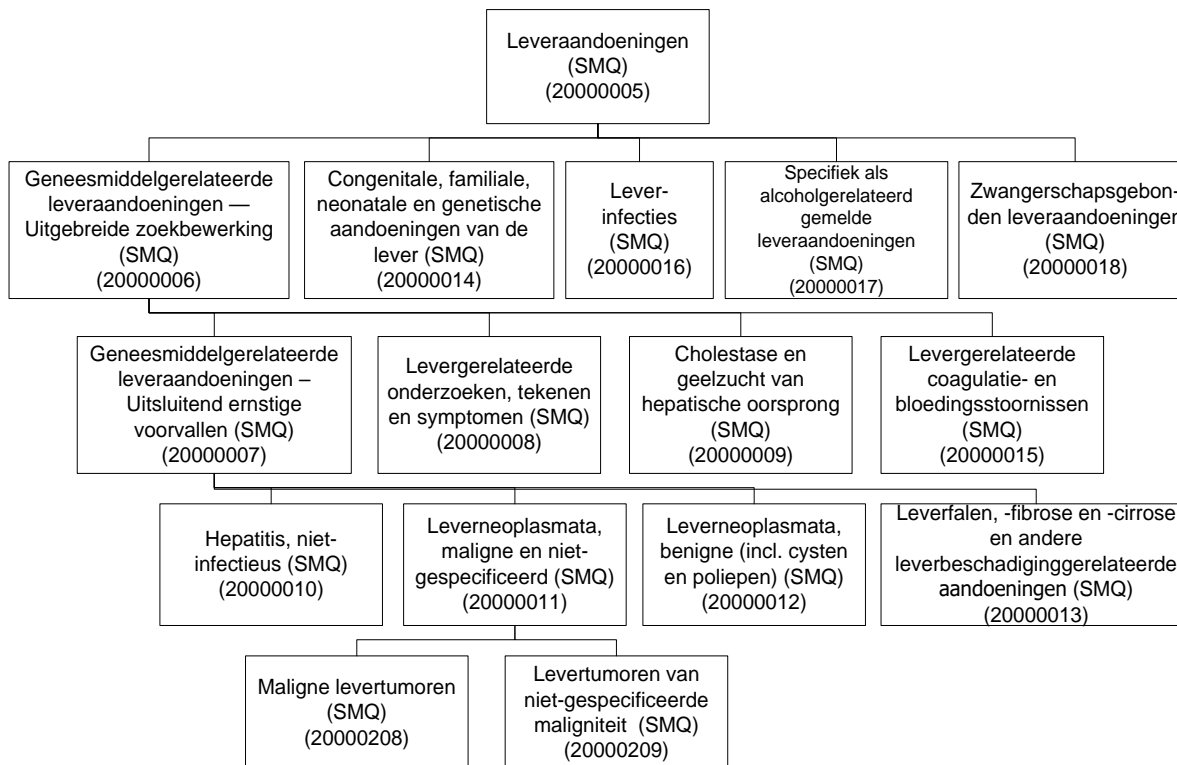 Leveraandoeningen
(SMQ)
(20000005)
Geneesmiddelgerelateerde
leveraandoeningen —
Uitgebreide zoekbewerking
(SMQ)
(20000006)
Congenitale, familiale,
neonatale en genetische
aandoeningen van de
lever (SMQ)
(20000014)
Lever-
infecties
(SMQ)
(20000016)
Specifiek als
alcoholgerelateerd
gemelde
leveraandoeningen
(SMQ)
(20000017)
Zwangerschapsgebon-
den leveraandoeningen
(SMQ)
(20000018)
Geneesmiddelgerelateerde
leveraandoeningen –
Uitsluitend ernstige
voorvallen (SMQ)
(20000007)
Levergerelateerde
onderzoeken, tekenen
en symptomen (SMQ)
(20000008)
Cholestase en
geelzucht van
hepatische oorsprong
(SMQ)
(20000009)
Levergerelateerde
coagulatie- en
bloedingsstoornissen
(SMQ)
(20000015)
Hepatitis, niet-
infectieus (SMQ)
(20000010)
Leverneoplasmata,
maligne en niet-
gespecificeerd (SMQ)
(20000011)
Leverneoplasmata,
benigne (incl. cysten
en poliepen) (SMQ)
(20000012)
Leverfalen, -fibrose en -cirrose
en andere
leverbeschadiginggerelateerde
aandoeningen (SMQ)
(20000013)
Maligne levertumoren
(SMQ)
(20000208)
Levertumoren van
niet-gespecificeerde
maligniteit (SMQ)
(20000209)